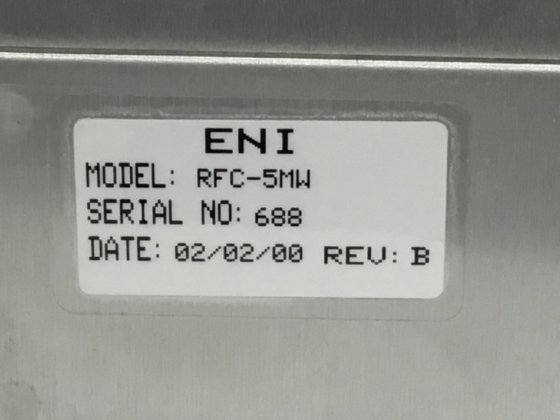 ENI
MODEL: RFC-5MW
SERIAL NO: 688
DATE: 02/02/00 REV: B